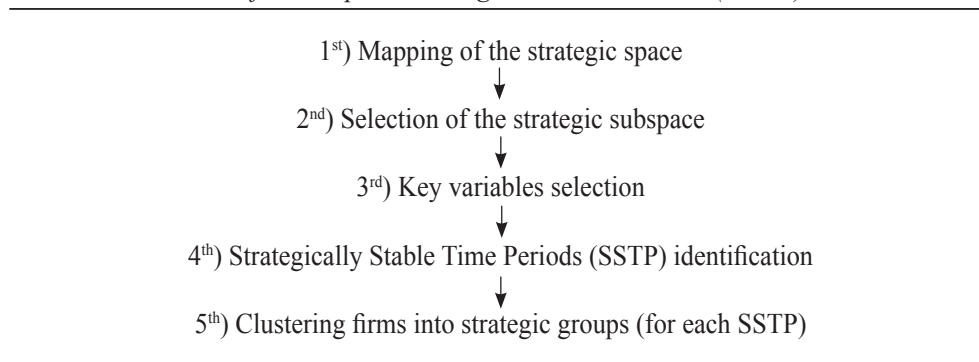 1st) Mapping of the strategic space
2nd) Selection of the strategic subspace
3rd) Key variables selection
4th) Strategically Stable Time Periods (SSTP) identification
5th) Clustering firms into strategic groups (for each SSTP)